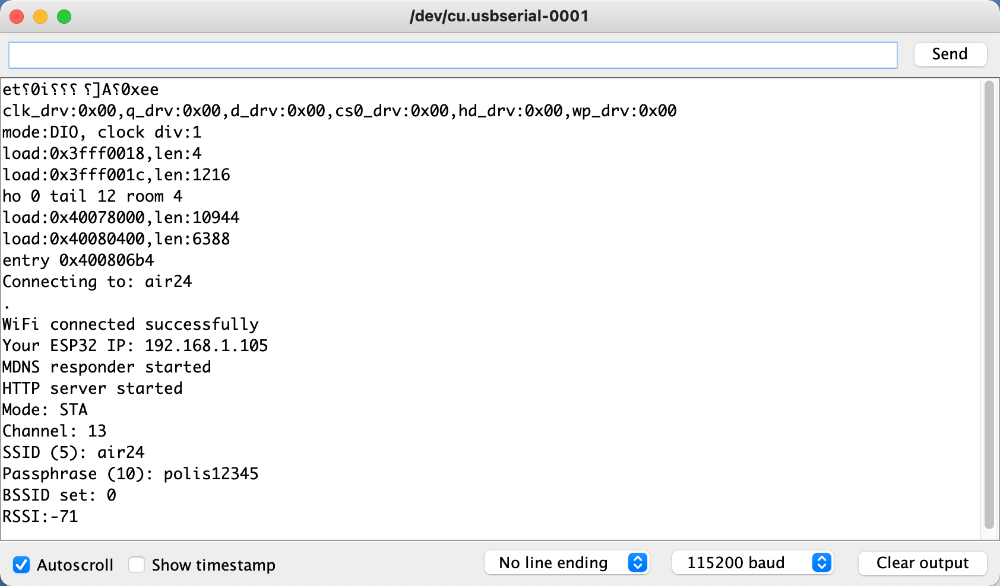 /dev/cu.usbserial-0001
Send
et⸮0i⸮⸮⸮ ⸮]A⸮0xee
clk_drv:0x00,q_drv:0x00,d_drv:0x00,cs0_drv:0x00,hd_drv:0x00,wp_drv:0x00
mode:DIO, clock div:1
load:0x3fff0018,len:4
load:0x3fff001c,len:1216
ho 0 tail 12 room 4
load:0x40078000,len:10944
load:0x40080400,len:6388
entry 0x400806b4
Connecting to: air24
.
WiFi connected successfully
Your ESP32 IP: 192.168.1.105
MDNS responder started
HTTP server started
Mode: STA
Channel: 13
SSID (5): air24
Passphrase (10): polis12345
BSSID set: 0
RSSI:-71
Autoscroll Show timestamp No line ending 115200 baud Clear output